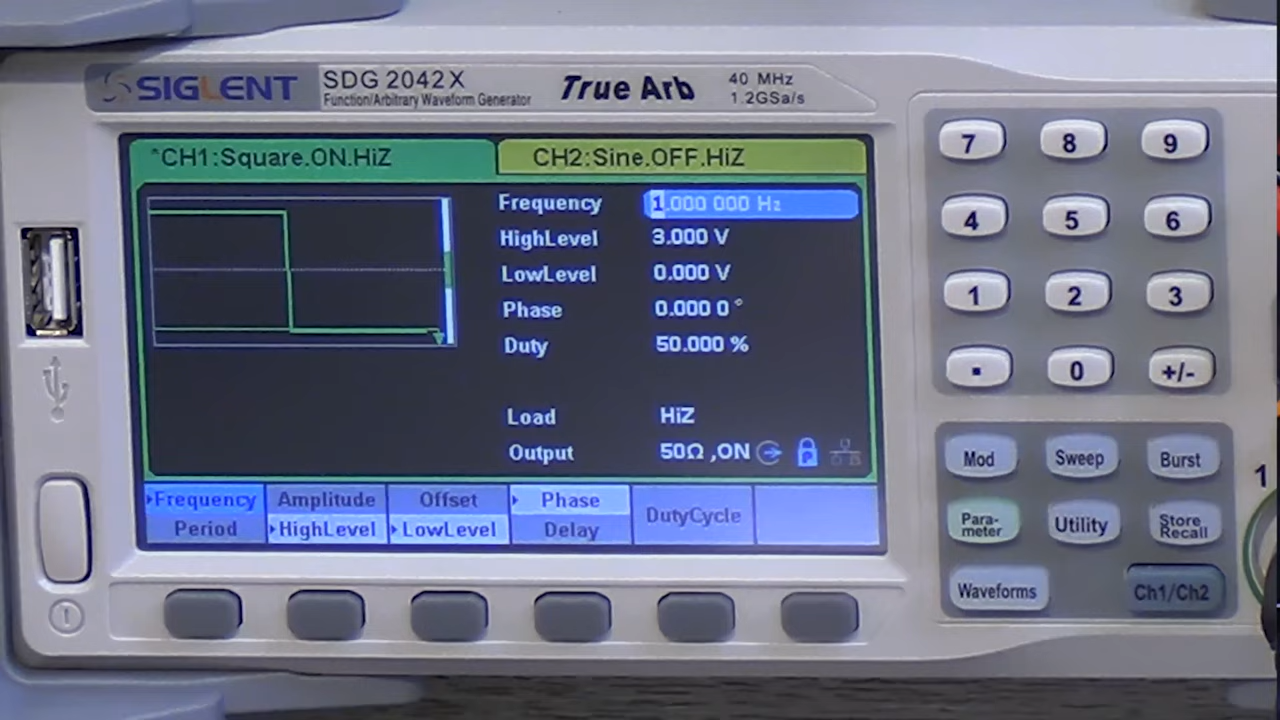 SIGLENT SDG 2042X True Arb 40 MHz
Function/Arbitrary Waveform Generator 1.2GSa/s
*CH1:Square.ON.HiZ CH2:Sine.OFF.HiZ
Frequency 1.000 000 Hz
HighLevel 3.000 V
LowLevel 0.000 V
Phase 0.000 0 °
Duty 50.000 %
Load HiZ
Output 50Ω ,ON
Frequency Amplitude Offset Phase DutyCycle
Period HighLevel LowLevel Delay
7 8 9
4 5 6
1 2 3
. 0 +/-
Mod Sweep Burst
Para-
meter Utility Store
Recall
Waveforms Ch1/Ch2
1